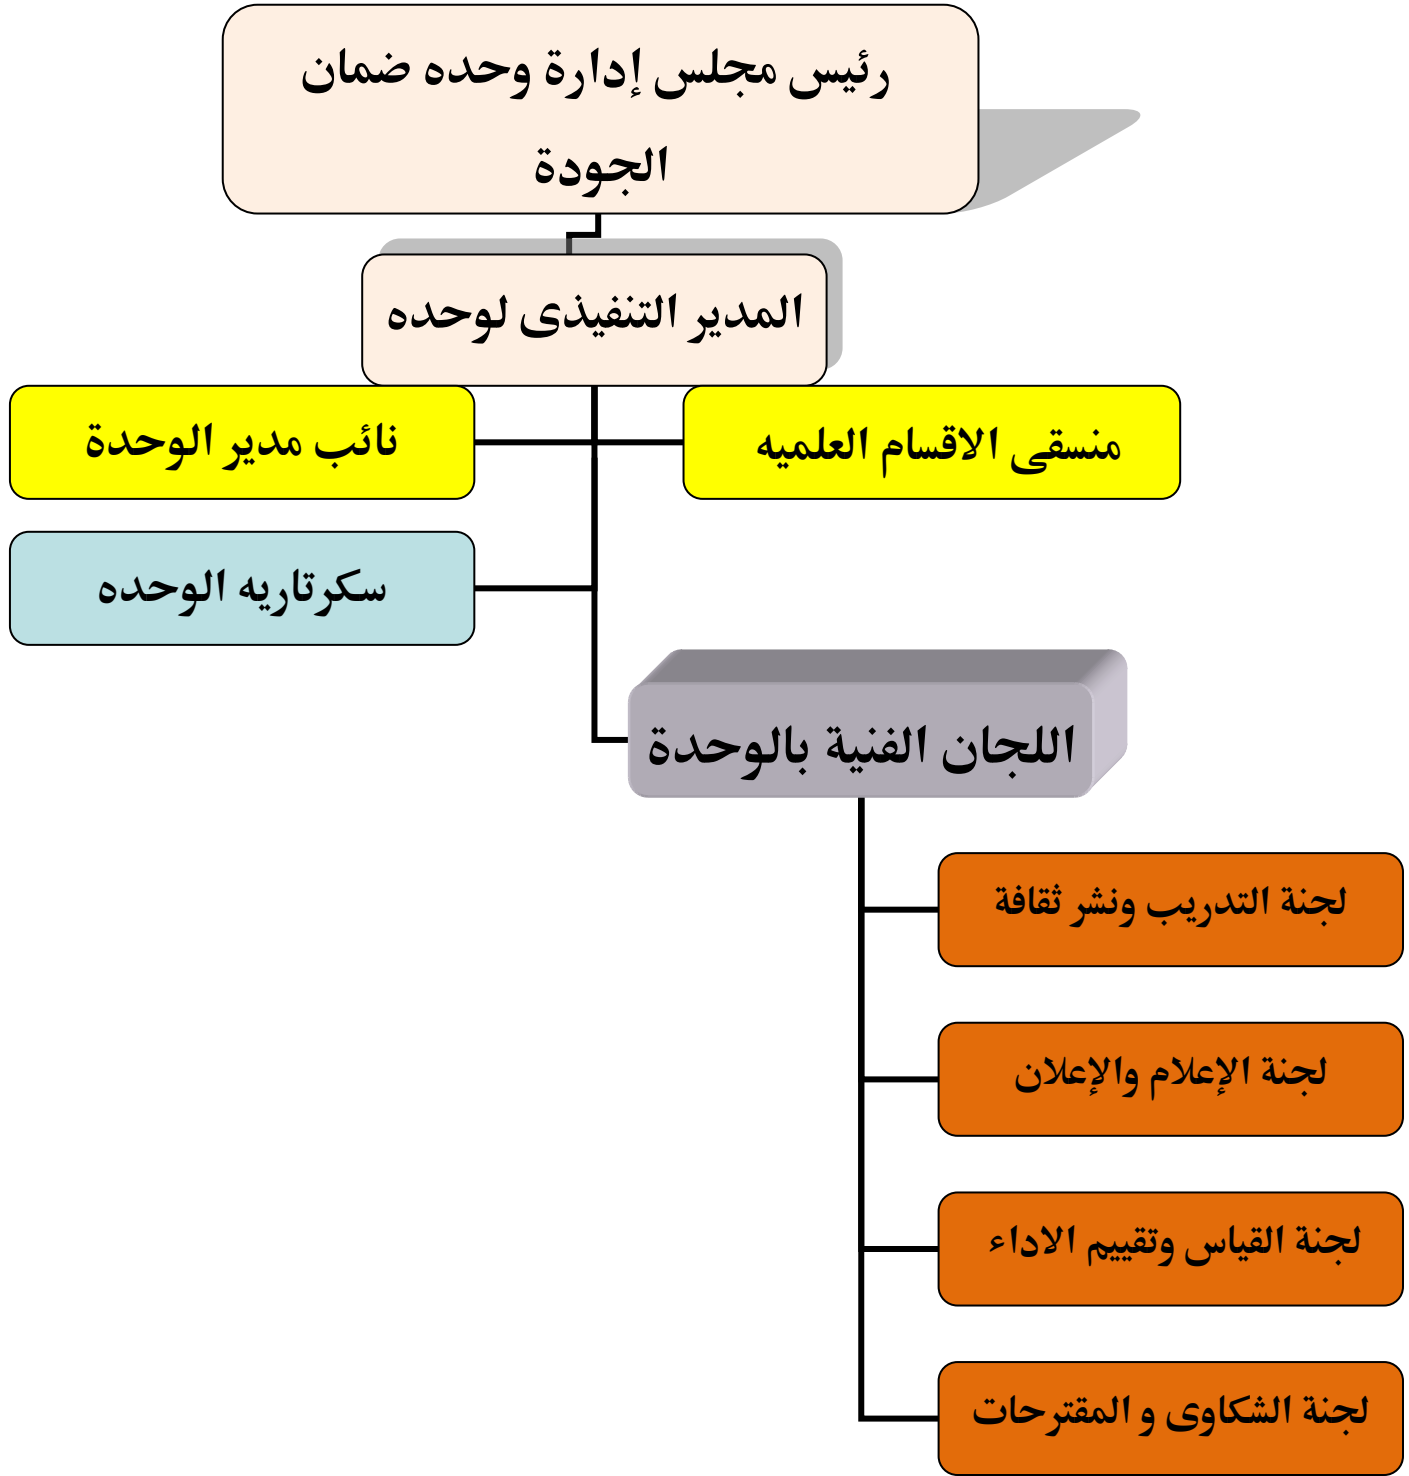 رئيس مجلس إدارة وحده ضمان
الجودة
المدير التنفيذى لوحده
منسقى الاقسام العلميه
نائب مدير الوحدة
سكرتاريه الوحده
اللجان الفنية بالوحدة
لجنة التدريب ونشر ثقافة
لجنة الإعلام والإعلان
لجنة القياس وتقييم الاداء
لجنة الشكاوى و المقترحات